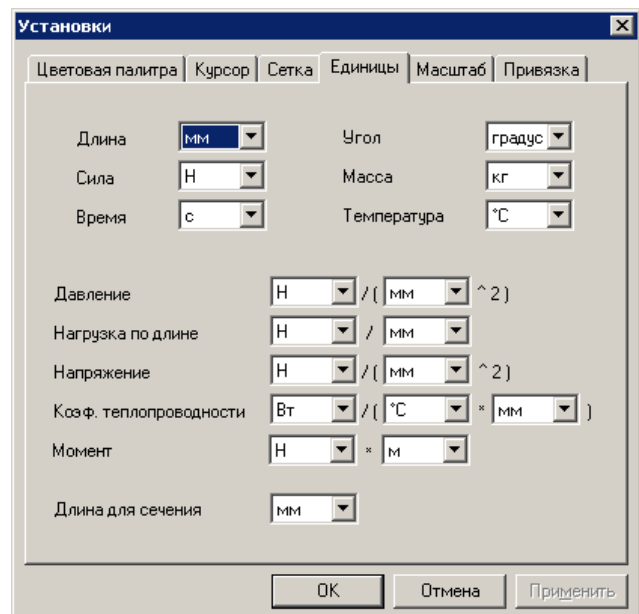 Установки
Цветовая палитра Курсор Сетка Единицы Масштаб Привязка
Длина мм Угол градус
Сила Н Масса кг
Время с Температура °C
Давление Н / ( мм ^ 2 )
Нагрузка по длине Н / мм
Напряжение Н / ( мм ^ 2 )
Коэф. теплопроводности Вт / ( °C * мм )
Момент Н * м
Длина для сечения мм
OK Отмена Применить